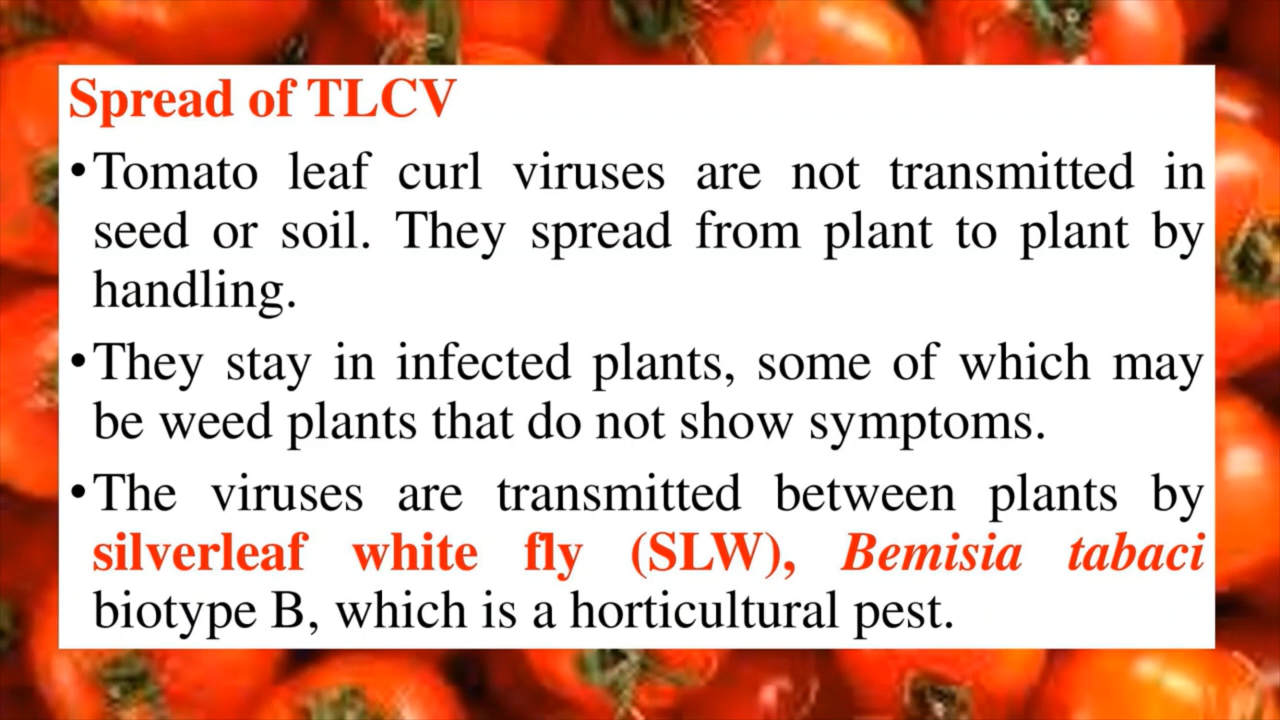 Spread of TLCV
•Tomato leaf curl viruses are not transmitted in
seed or soil. They spread from plant to plant by
handling.
•They stay in infected plants, some of which may
be weed plants that do not show symptoms.
•The viruses are transmitted between plants by
silverleaf white fly (SLW), Bemisia tabaci
biotype B, which is a horticultural pest.